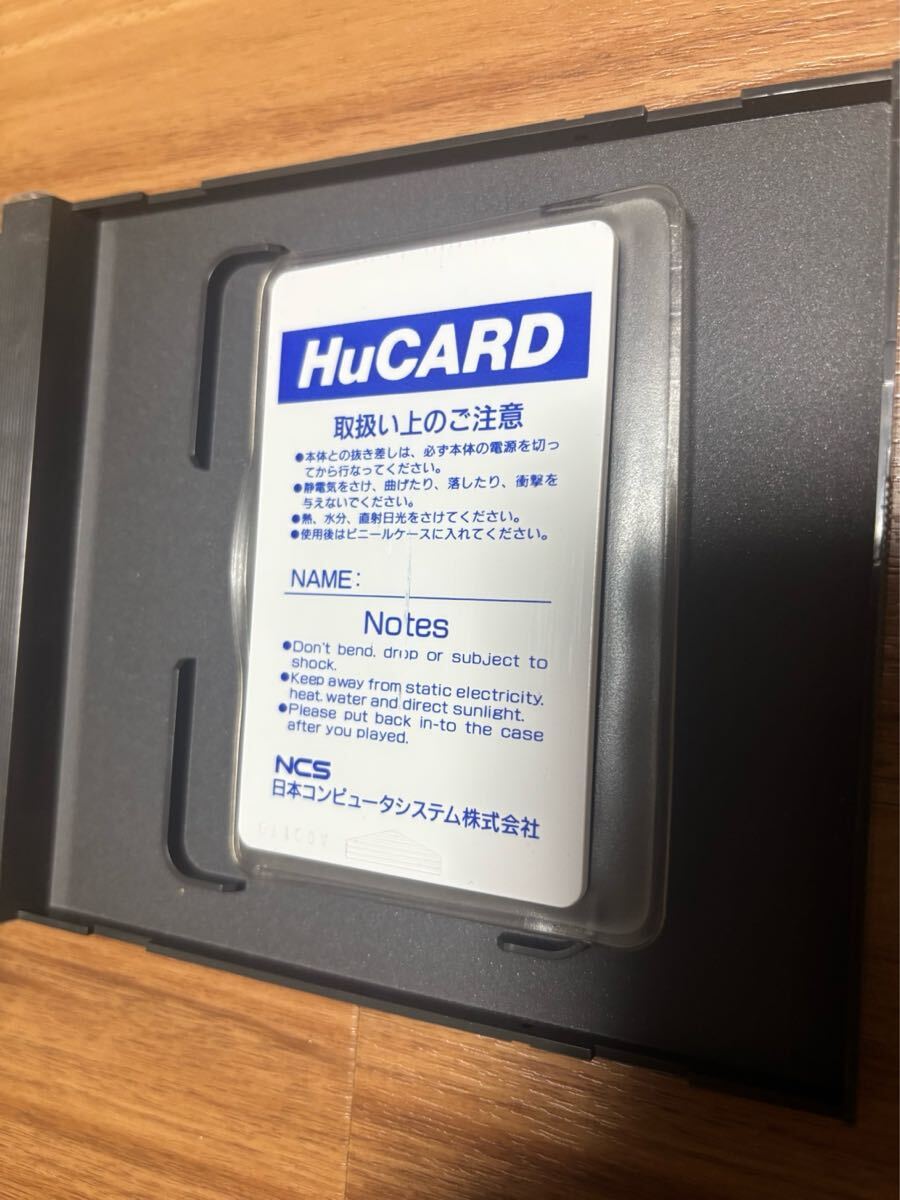 HuCARD
取扱い上のご注意
●本体との抜き差しは、必ず本体の電源を切っ
てから行なってください。
●静電気をさけ、曲げたり、落したり、衝撃を
与えないでください。
●熱、水分、直射日光をさけてください。
●使用後はビニールケースに入れてください。
NAME:
Notes
●Don't bend, drop or subject to
shock.
●Keep away from static electricity,
heat, water and direct sunlight.
●Please put back in-to the case
after you played.
NCS
日本コンピュータシステム株式会社